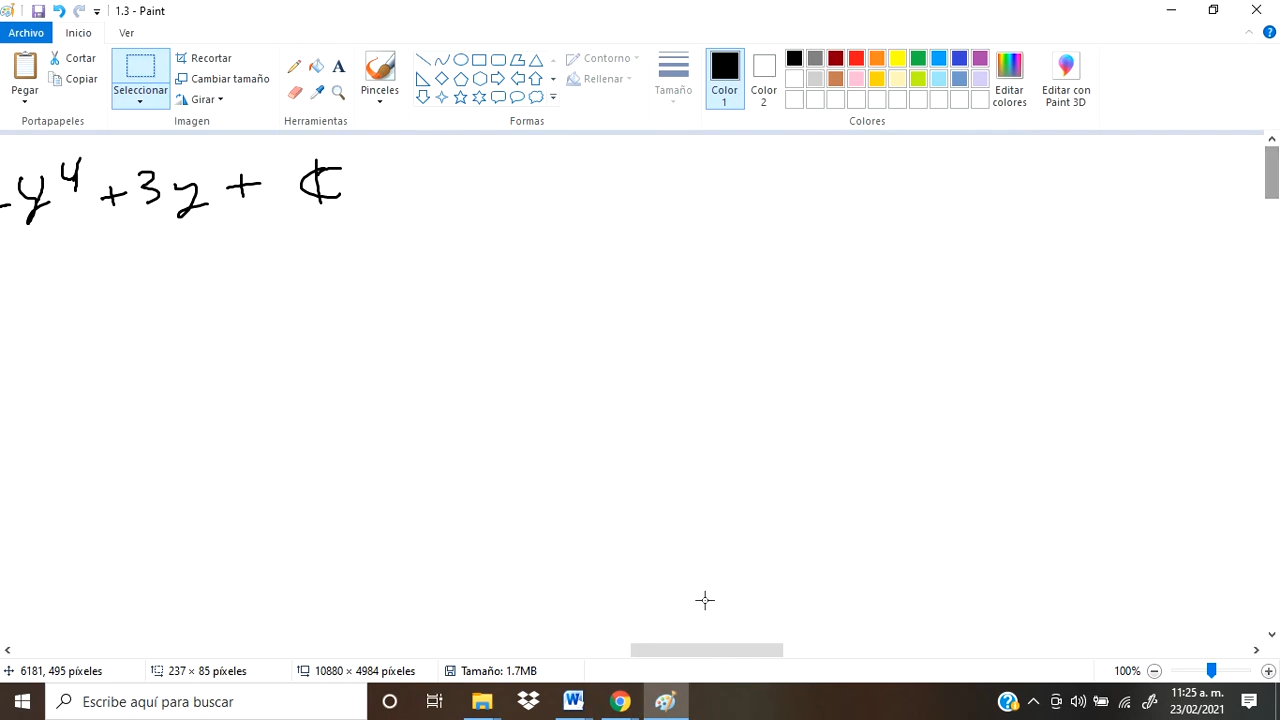 1.3 - Paint
Archivo Inicio Ver
Pegar
Cortar
Copiar
Portapapeles
Seleccionar
Recortar
Cambiar tamaño
Girar
Imagen
A
Herramientas
Pinceles
Contorno
Rellenar
Formas
Tamaño
Color 1
Color 2
Editar colores
Editar con Paint 3D
Colores
-y⁴ + 3y + ₵
6181, 495 píxeles 237 × 85 píxeles 10880 × 4984 píxeles Tamaño: 1.7MB 100%
Escribe aquí para buscar
11:25 a. m.
23/02/2021